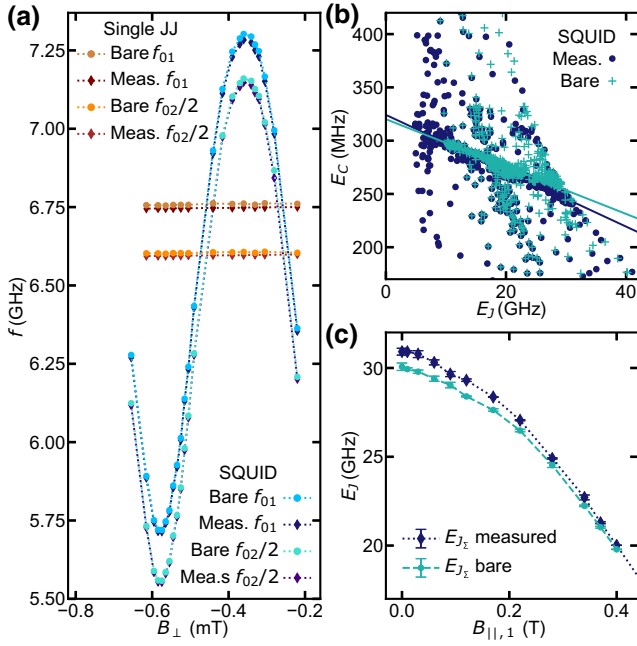 (a)
Single JJ
Bare f01
Meas. f01
Bare f02/2
Meas. f02/2
7.25
7.00
6.75
6.50
6.25
6.00
5.75
5.50
f (GHz)
SQUID
Bare f01
Meas. f01
Bare f02/2
Mea.s f02/2
−0.8 −0.6 −0.4 −0.2
B⊥ (mT)
(b)
SQUID
Meas.
Bare
400
350
300
250
200
EC (MHz)
0 20 40
EJ (GHz)
(c)
30
20
EJ (GHz)
EJΣ measured
EJΣ bare
0.0 0.2 0.4
B||,1 (T)